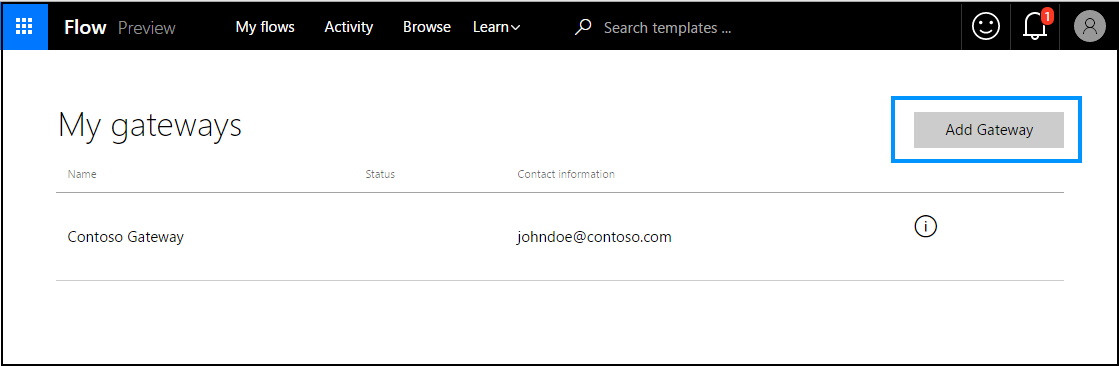 Flow Preview My flows Activity Browse Learn Search templates ... 1
My gateways
Add Gateway
Name Status Contact information
Contoso Gateway johndoe@contoso.com